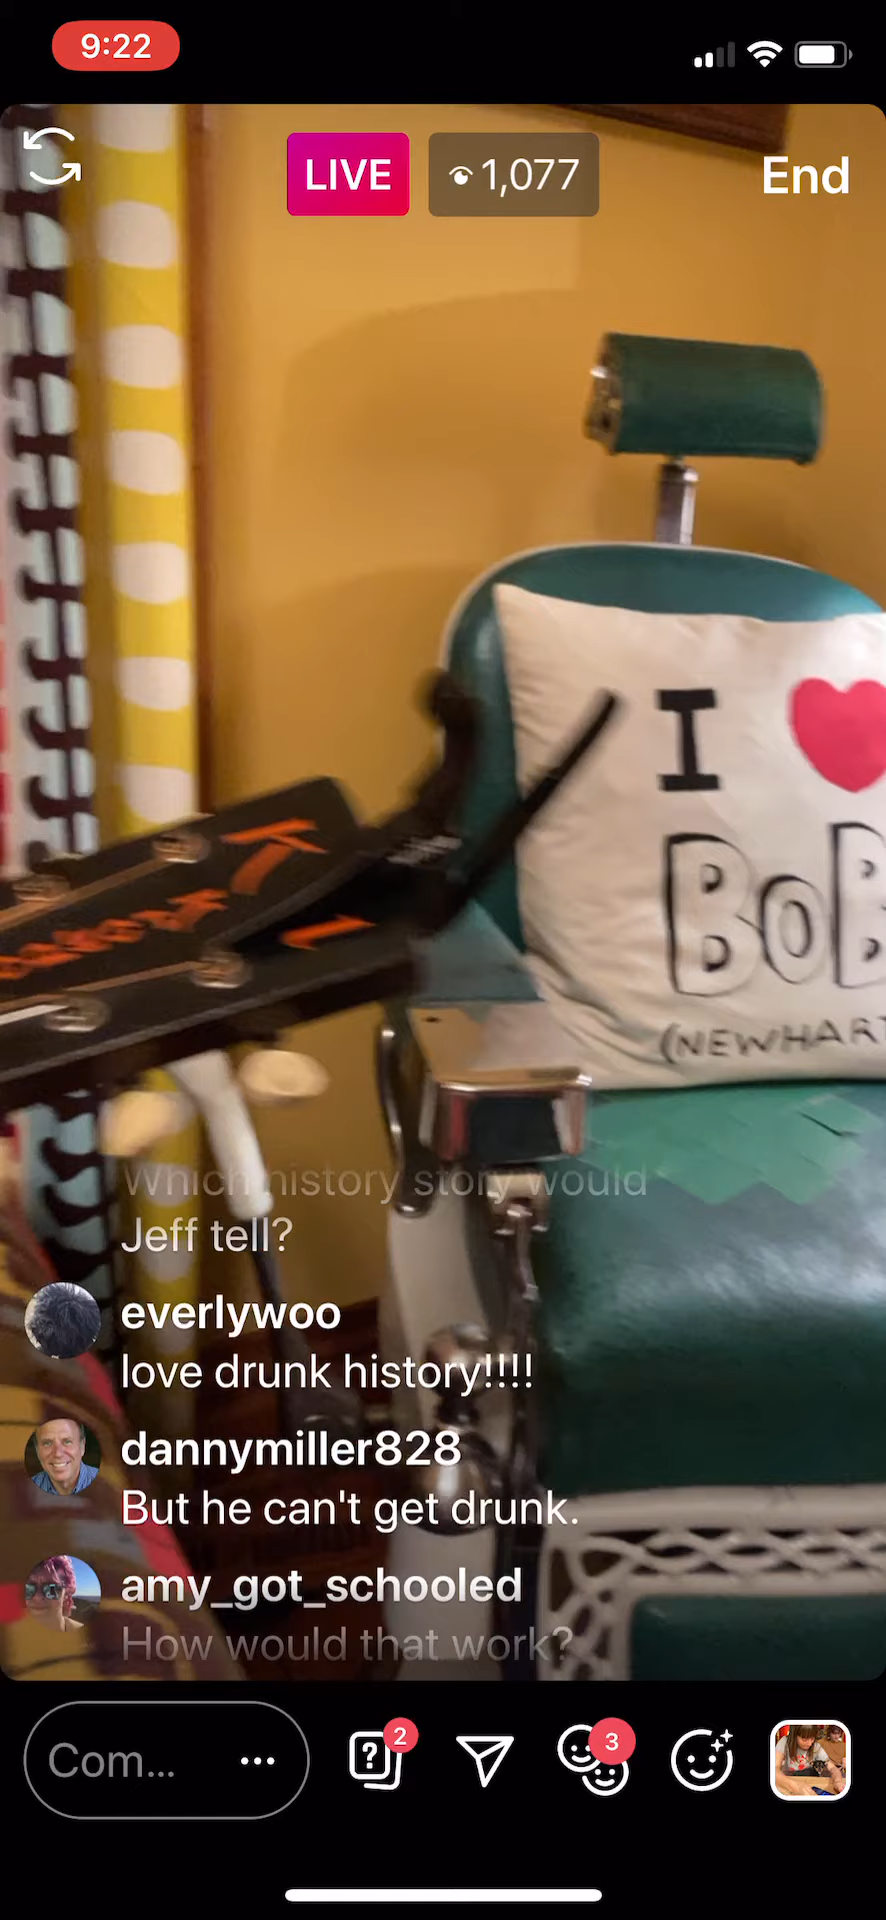 9:22
LIVE
1,077
End
I
BOB
(NEWHART
Which history story would
Jeff tell?
everlywoo
love drunk history!!!!
dannymiller828
But he can't get drunk.
amy_got_schooled
How would that work?
Com...
2
3